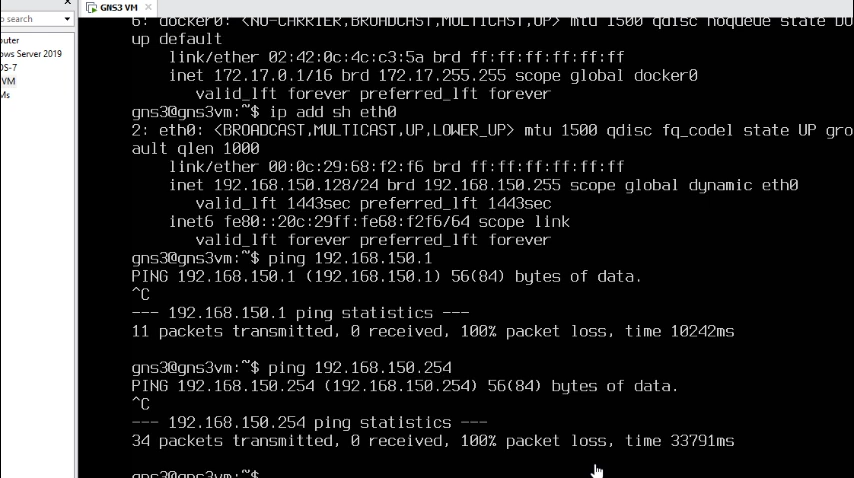 GNS3 VM
o search
outer
ows Server 2019
OS-7
VM
Ms
6: docker0: <NO-CARRIER,BROADCAST,MULTICAST,UP> mtu 1500 qdisc noqueue state DO
up default
link/ether 02:42:0c:4c:c3:5a brd ff:ff:ff:ff:ff:ff
inet 172.17.0.1/16 brd 172.17.255.255 scope global docker0
valid_lft forever preferred_lft forever
gns3@gns3vm:~$ ip add sh eth0
2: eth0: <BROADCAST,MULTICAST,UP,LOWER_UP> mtu 1500 qdisc fq_codel state UP gro
ault qlen 1000
link/ether 00:0c:29:68:f2:f6 brd ff:ff:ff:ff:ff:ff
inet 192.168.150.128/24 brd 192.168.150.255 scope global dynamic eth0
valid_lft 1443sec preferred_lft 1443sec
inet6 fe80::20c:29ff:fe68:f2f6/64 scope link
valid_lft forever preferred_lft forever
gns3@gns3vm:~$ ping 192.168.150.1
PING 192.168.150.1 (192.168.150.1) 56(84) bytes of data.
^C
--- 192.168.150.1 ping statistics ---
11 packets transmitted, 0 received, 100% packet loss, time 10242ms
gns3@gns3vm:~$ ping 192.168.150.254
PING 192.168.150.254 (192.168.150.254) 56(84) bytes of data.
^C
--- 192.168.150.254 ping statistics ---
34 packets transmitted, 0 received, 100% packet loss, time 33791ms
gns3@gns3vm:~$